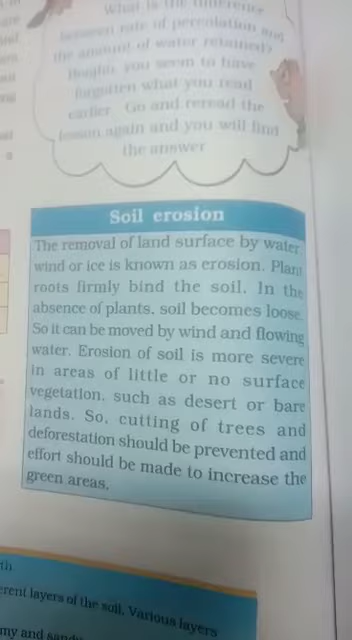 What is the difference
between rate of percolation and
the amount of water retained?
Boojho, you seem to have
forgotten what you read
earlier. Go and reread the
lesson again and you will find
the answer
Soil erosion
The removal of land surface by water,
wind or ice is known as erosion. Plant
roots firmly bind the soil. In the
absence of plants, soil becomes loose.
So it can be moved by wind and flowing
water. Erosion of soil is more severe
in areas of little or no surface
vegetation, such as desert or bare
lands. So, cutting of trees and
deforestation should be prevented and
effort should be made to increase the
green areas.
erent layers of the soil. Various layers
my and